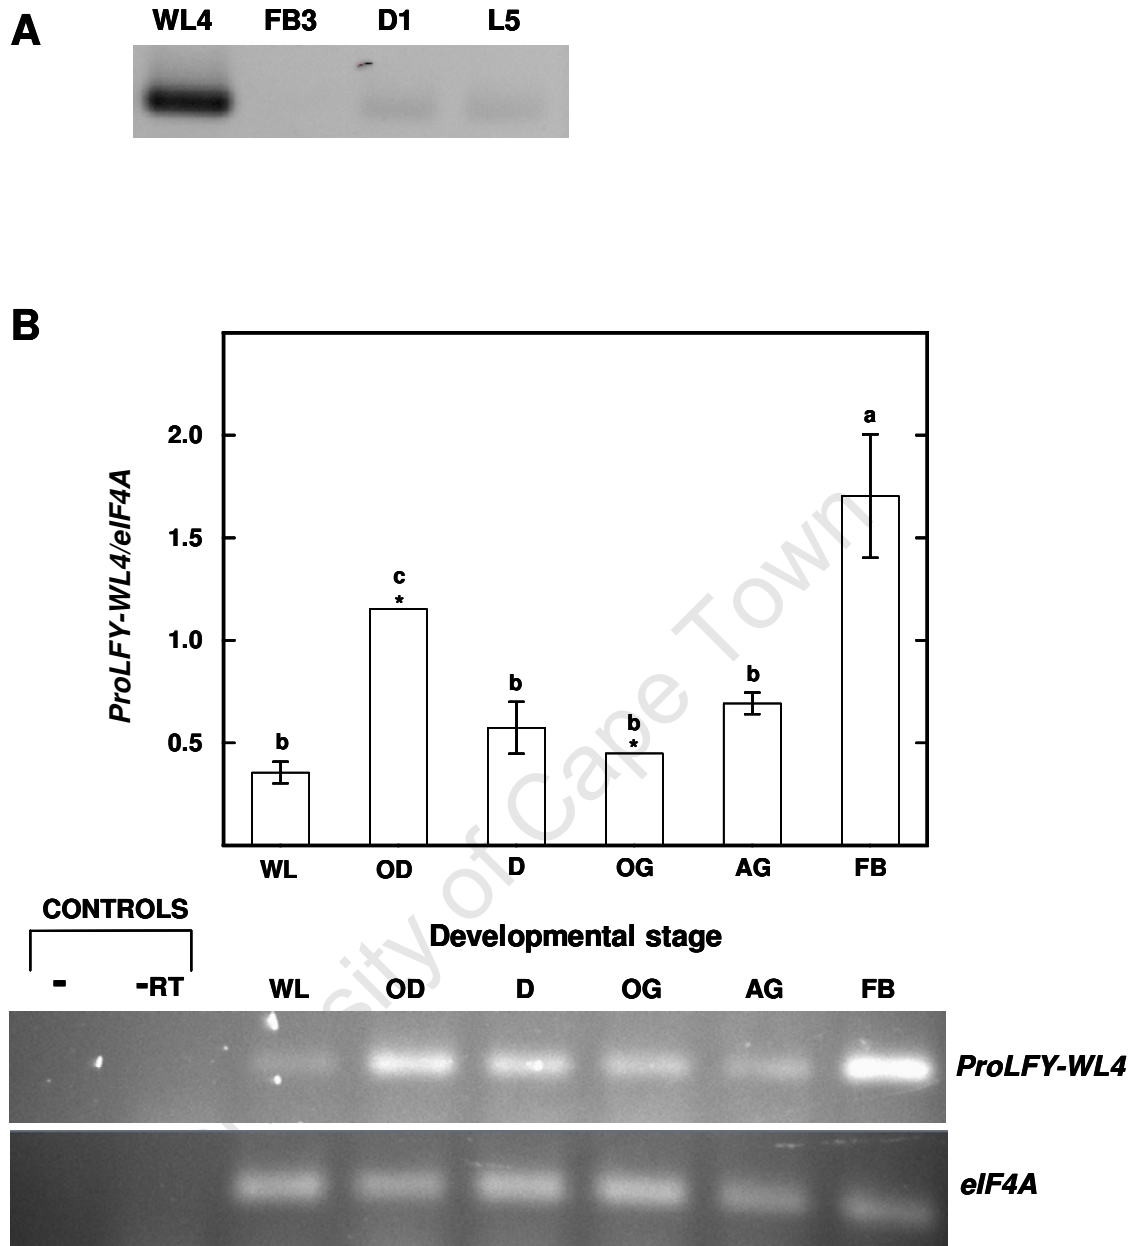 A
WL4 FB3 D1 L5
B
2.0
1.5
1.0
0.5
ProLFY-WL4/eIF4A
b
c
*
b
b
*
b
a
WL OD D OG AG FB
Developmental stage
CONTROLS
- -RT WL OD D OG AG FB
ProLFY-WL4
eIF4A
sity of Cape Town